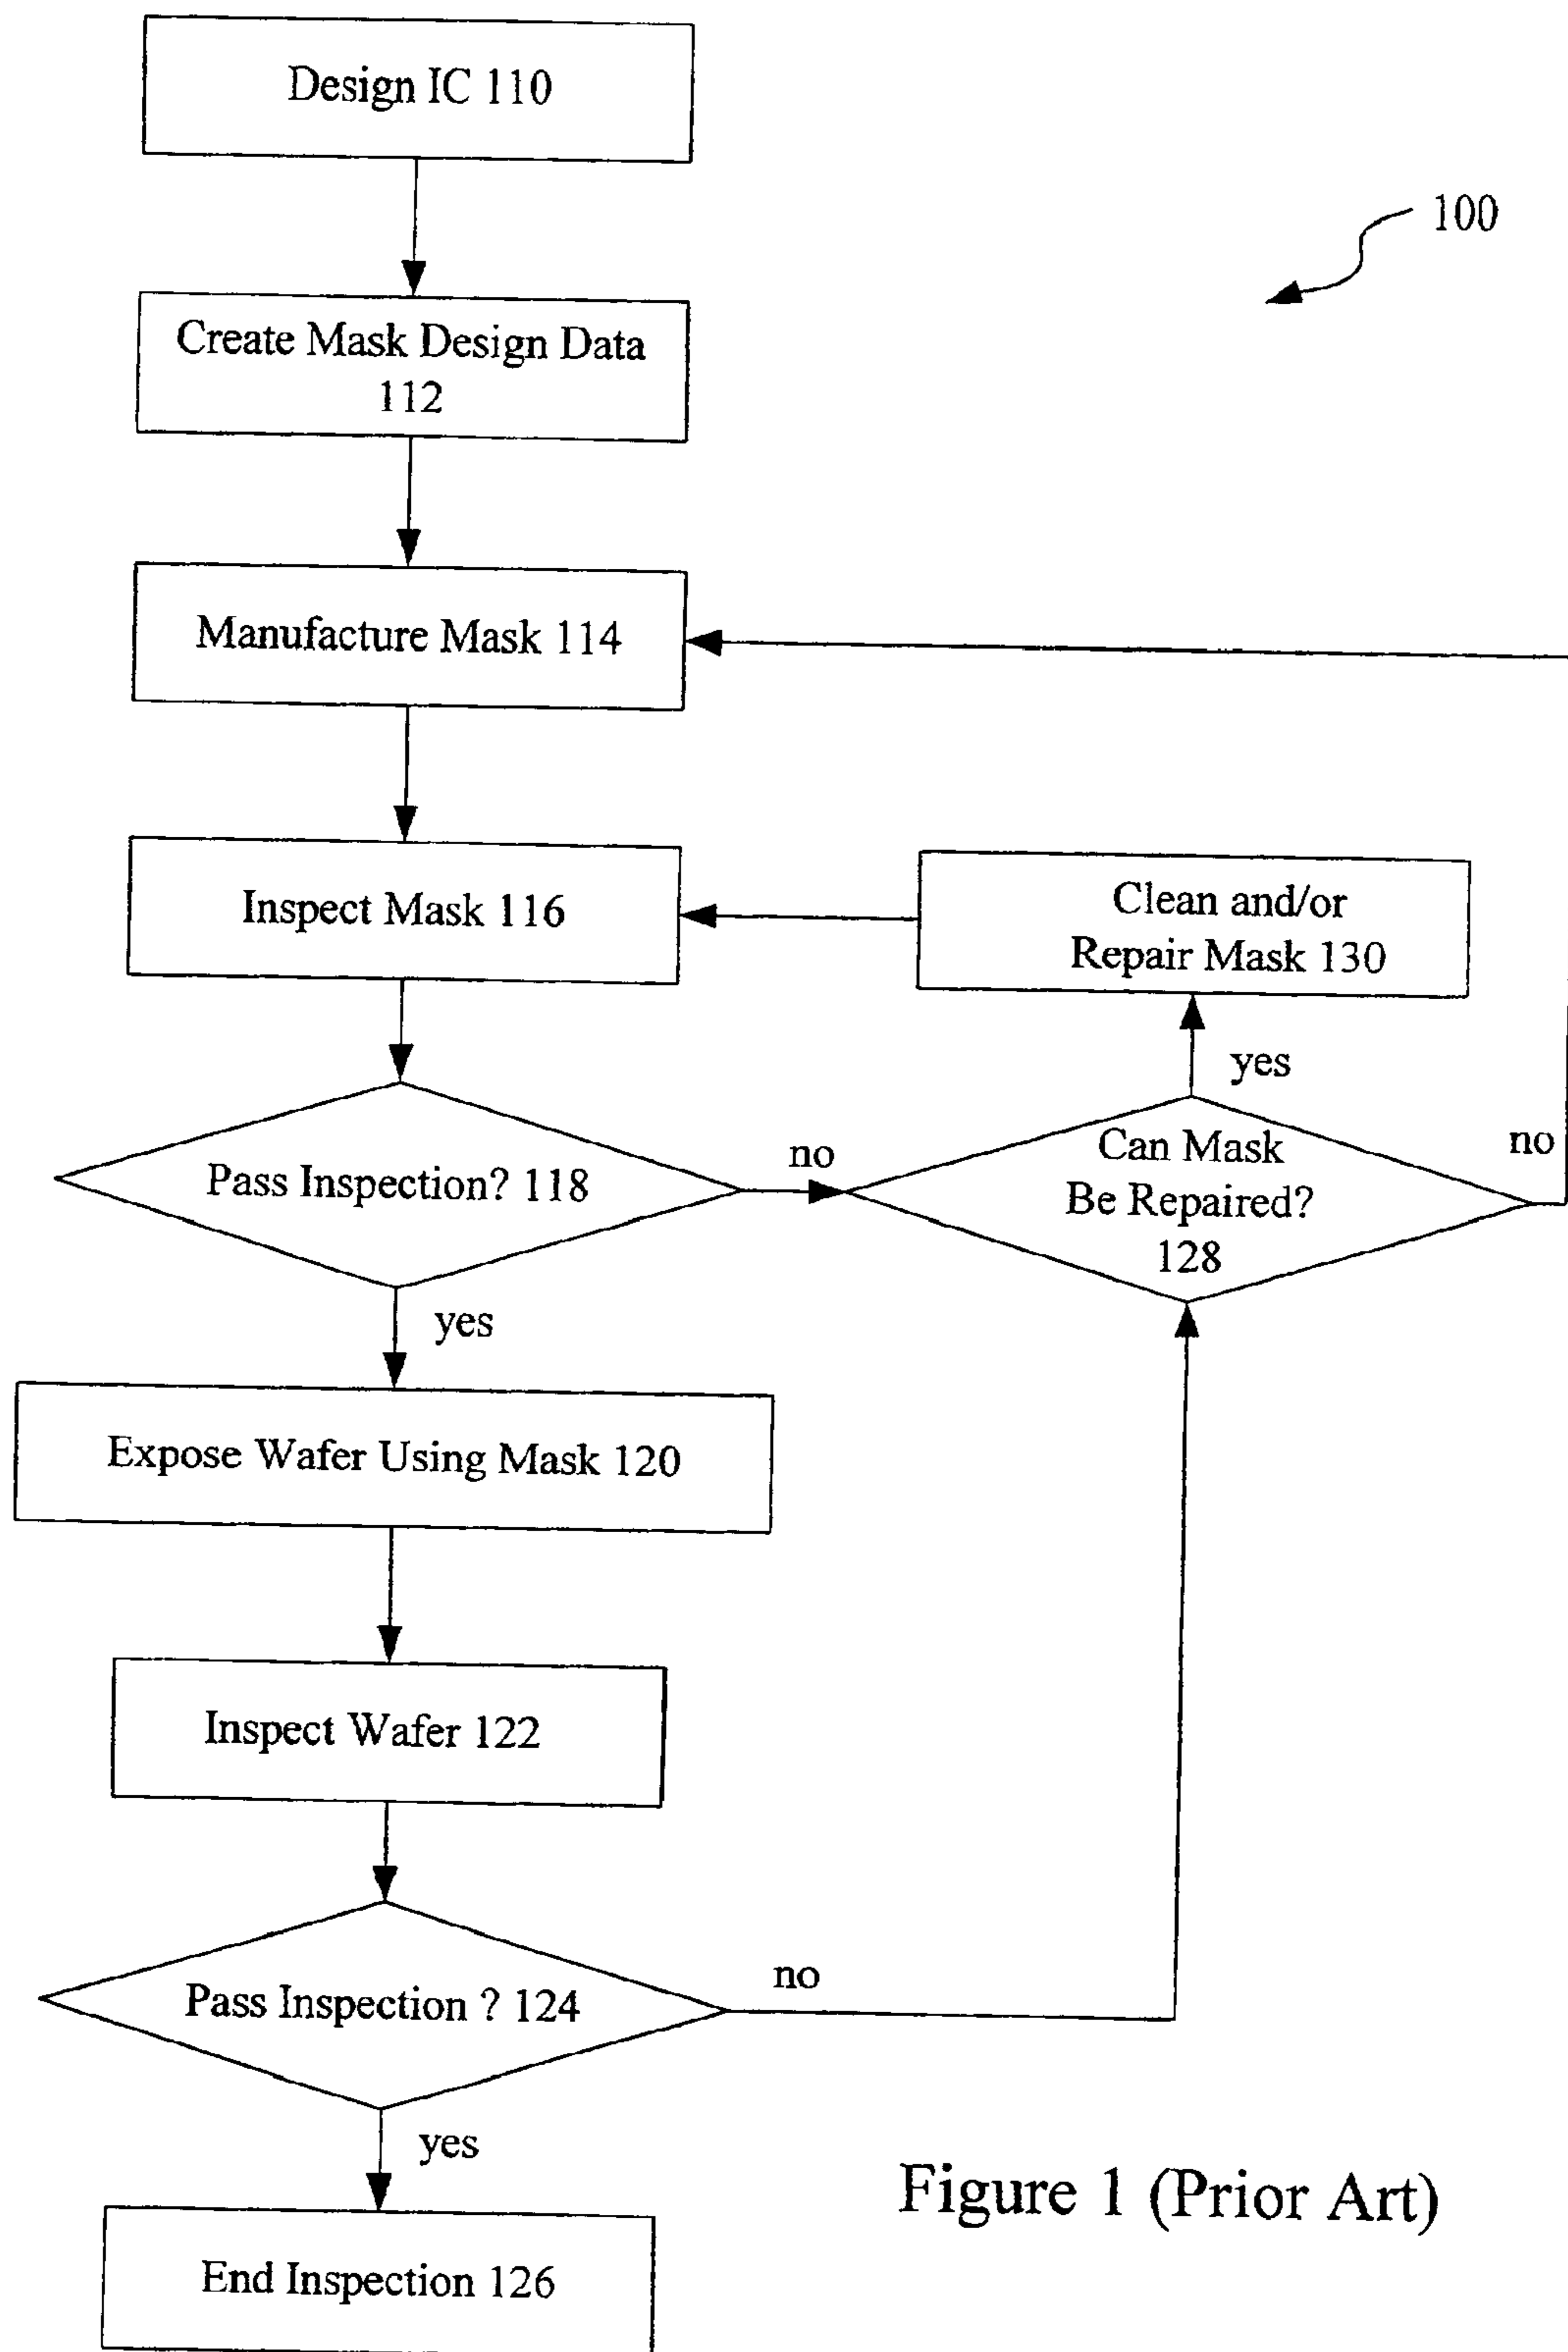 Design IC 110
100
Create Mask Design Data
112
Manufacture Mask 114
Inspect Mask 116
Clean and/or
Repair Mask 130
yes
no
Pass Inspection? 118
no
Can Mask
Be Repaired?
128
yes
Expose Wafer Using Mask 120
Inspect Wafer 122
Pass Inspection ? 124
no
yes
Figure 1 (Prior Art)
End Inspection 126